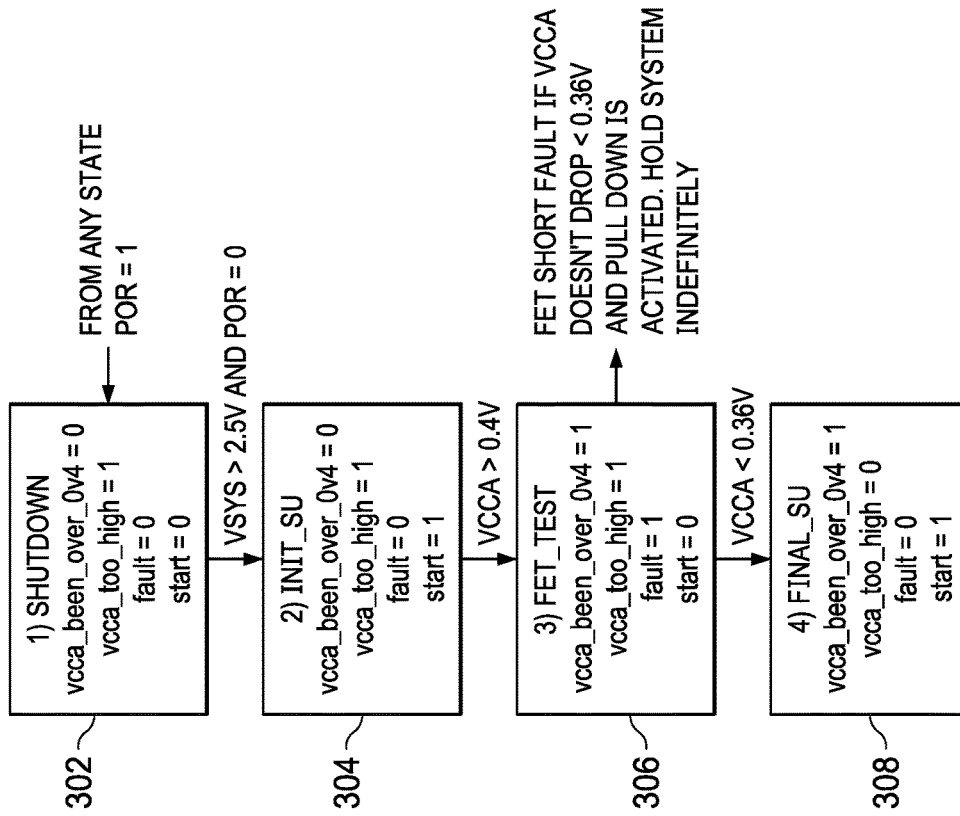 1) SHUTDOWN
vcca_been_over_0v4 = 0
vcca_too_high = 1
fault = 0
start = 0
302
FROM ANY STATE
POR = 1
VSYS > 2.5V AND POR = 0
2) INIT_SU
vcca_been_over_0v4 = 0
vcca_too_high = 1
fault = 0
start = 1
304
VCCA > 0.4V
3) FET_TEST
vcca_been_over_0v4 = 1
vcca_too_high = 1
fault = 1
start = 0
306
FET SHORT FAULT IF VCCA
DOESN'T DROP < 0.36V
AND PULL DOWN IS
ACTIVATED. HOLD SYSTEM
INDEFINITELY
VCCA < 0.36V
4) FINAL_SU
vcca_been_over_0v4 = 1
vcca_too_high = 0
fault = 0
start = 1
308